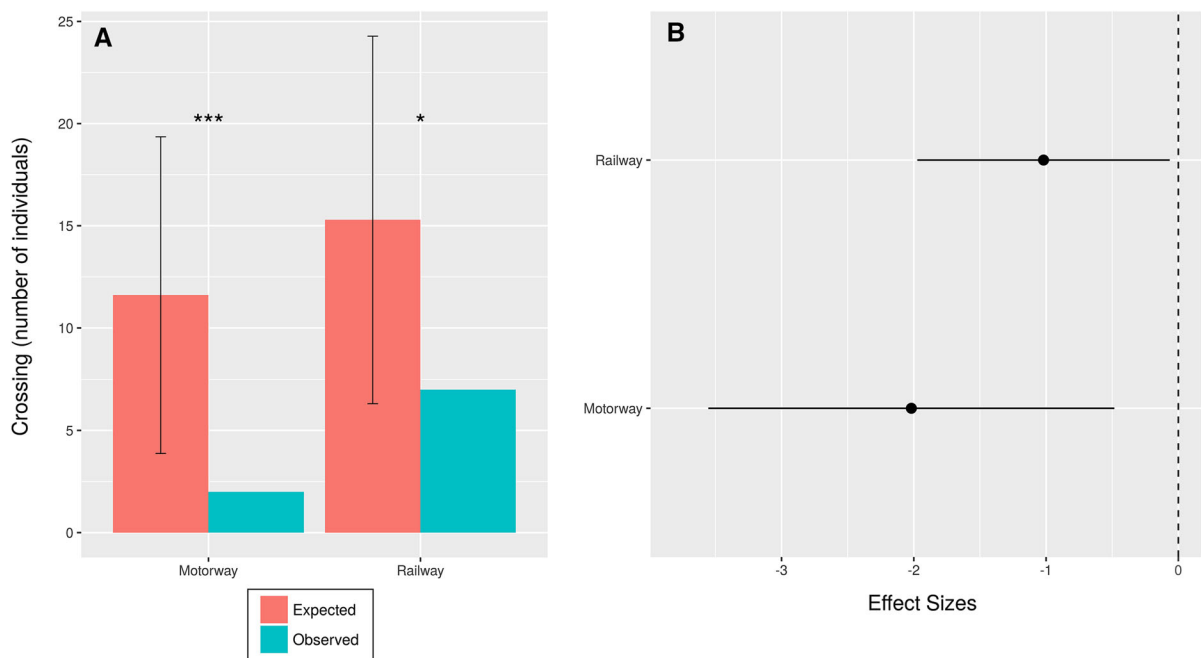 A
25
20
15
10
5
0
Crossing (number of individuals)
***
*
Motorway
Railway
Expected
Observed
B
Railway
Motorway
-3
-2
-1
0
Effect Sizes